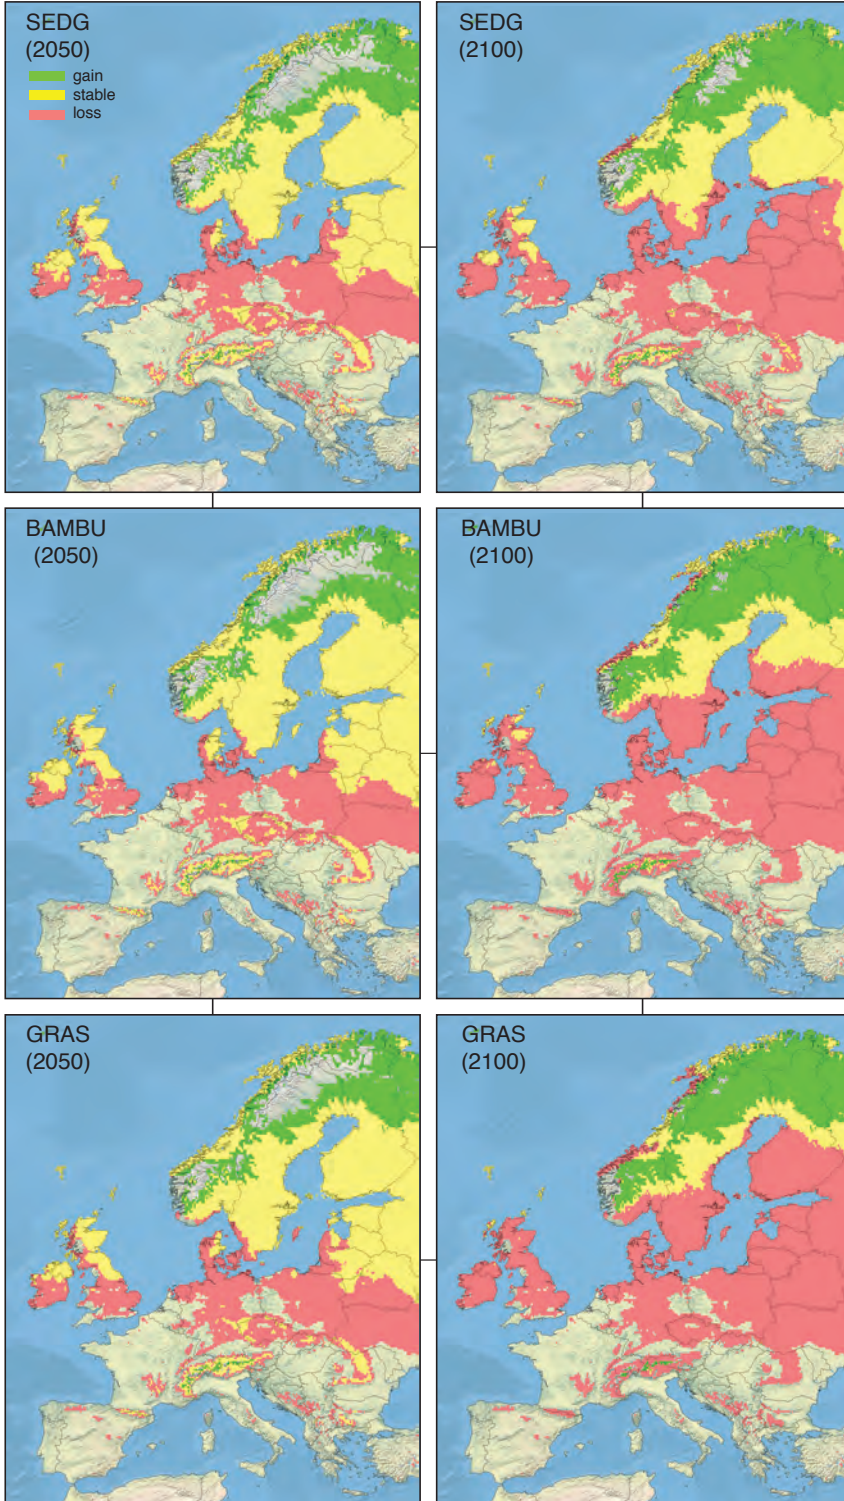 SEDG
(2050)
gain
stable
loss
SEDG
(2100)
BAMBU
(2050)
BAMBU
(2100)
GRAS
(2050)
GRAS
(2100)